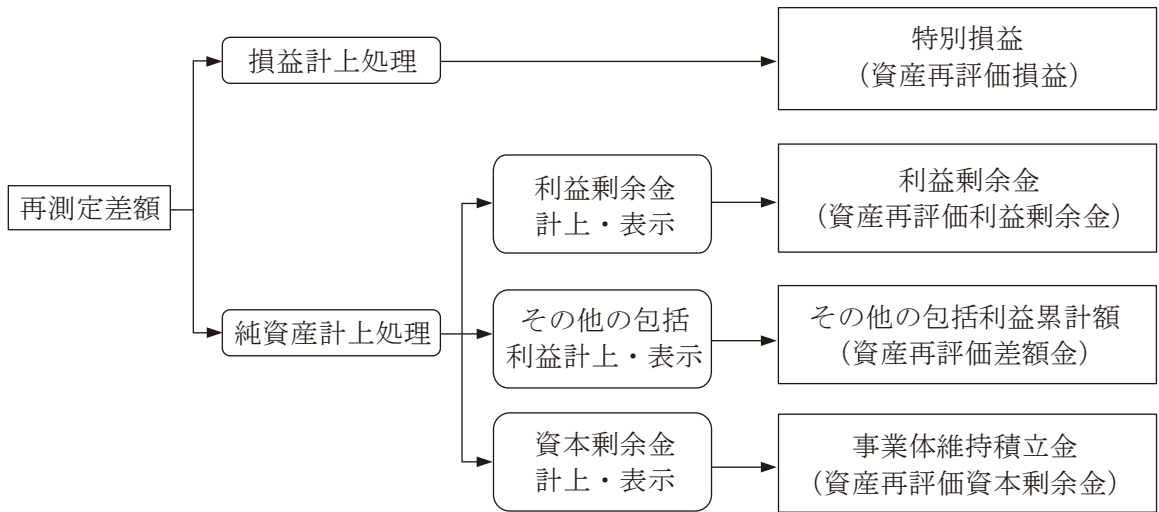 再測定差額
損益計上処理
特別損益
（資産再評価損益）
純資産計上処理
利益剰余金
計上・表示
利益剰余金
（資産再評価利益剰余金）
その他の包括
利益計上・表示
その他の包括利益累計額
（資産再評価差額金）
資本剰余金
計上・表示
事業体維持積立金
（資産再評価資本剰余金）